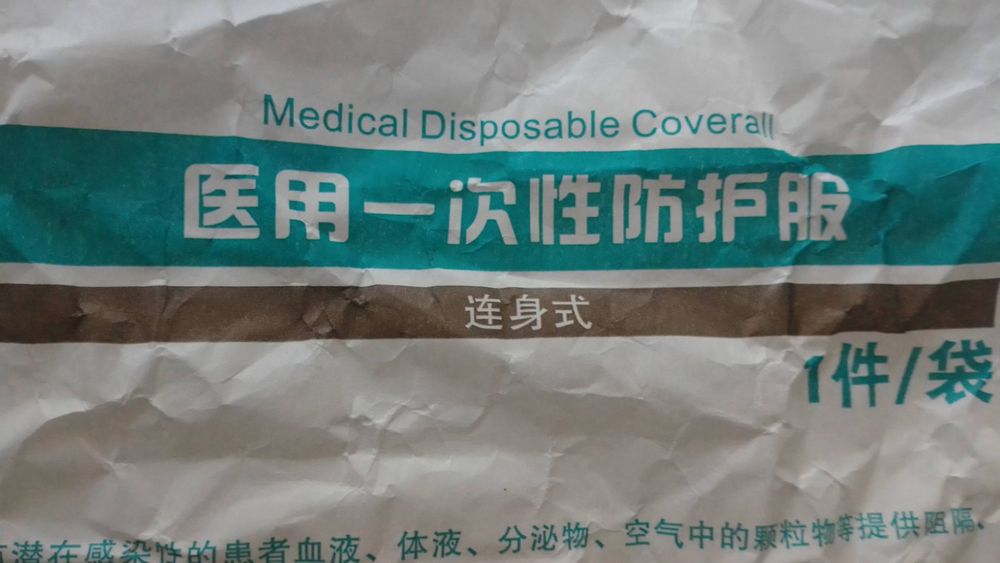 Medical Disposable Coverall
医用一次性防护服
连身式
1件/袋
潜在感染性的患者血液、体液、分泌物、空气中的颗粒物等提供阻隔、